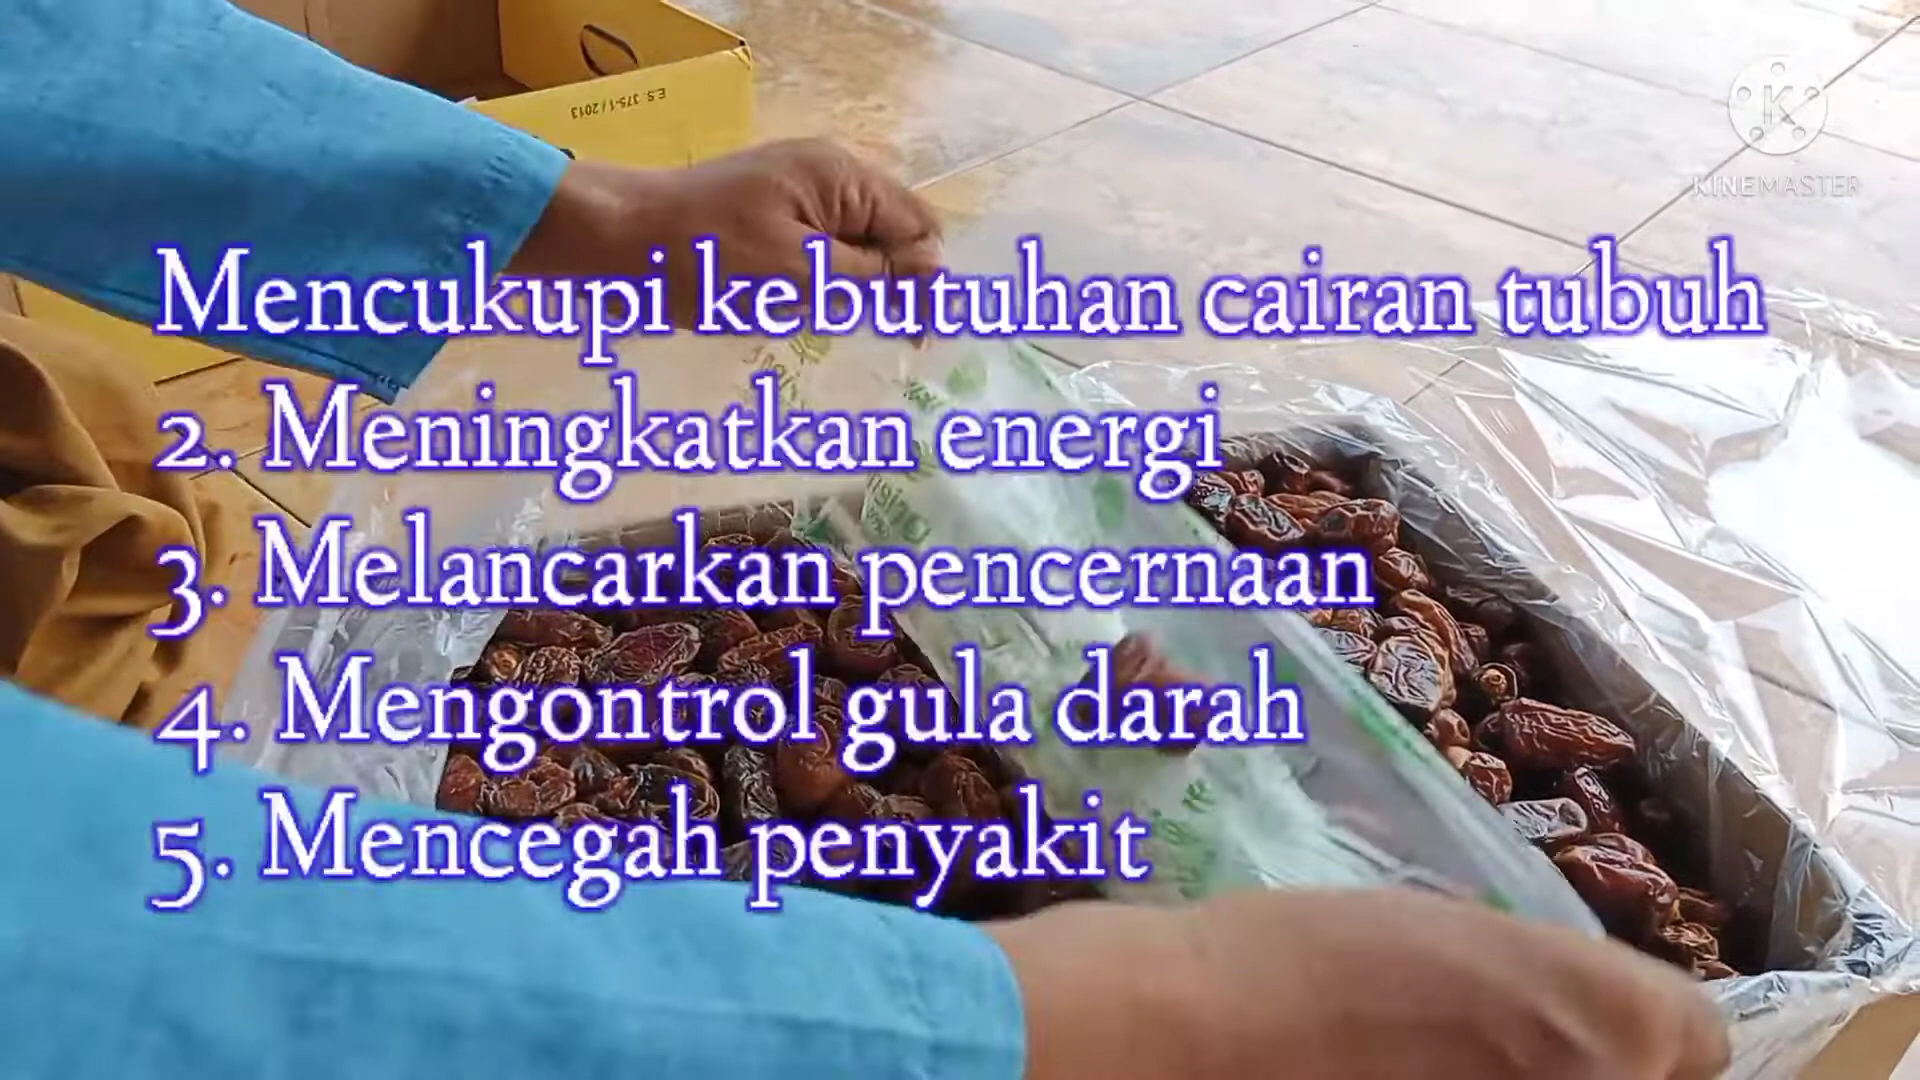 E.S. 375-1/2013
K
KINEMASTER
Mencukupi kebutuhan cairan tubuh
2. Meningkatkan energi
3. Melancarkan pencernaan
4. Mengontrol gula darah
5. Mencegah penyakit